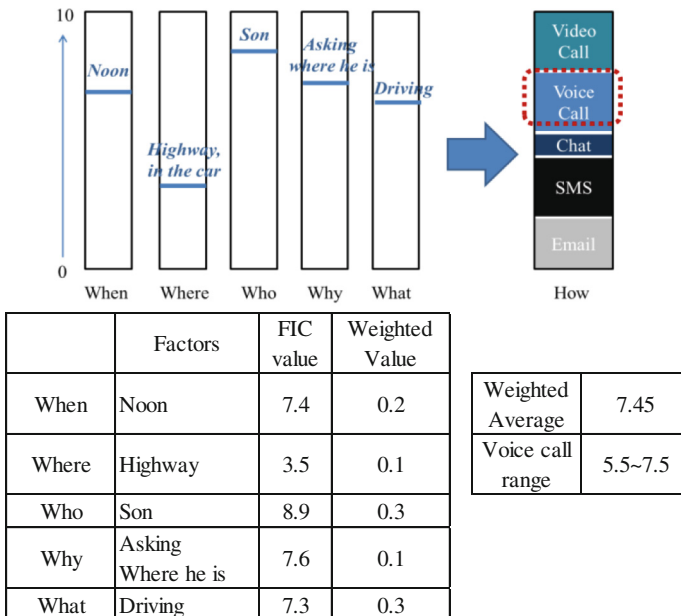 10
0
Noon
Highway,
in the car
Son
Asking
where he is
Driving
When Where Who Why What
Video
Call
Voice
Call
Chat
SMS
Email
How
Factors FIC value Weighted Value
When Noon 7.4 0.2
Where Highway 3.5 0.1
Who Son 8.9 0.3
Why Asking Where he is 7.6 0.1
What Driving 7.3 0.3
Weighted Average 7.45
Voice call range 5.5~7.5